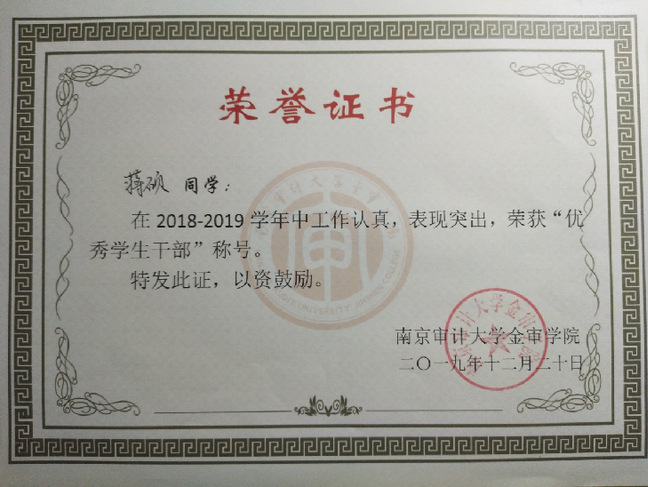 荣誉证书
蒋硕 同学：
在 2018-2019 学年中工作认真，表现突出，荣获“优
秀学生干部”称号。
特发此证，以资鼓励。
南京审计大学金审学院
二〇一九年十二月二十日